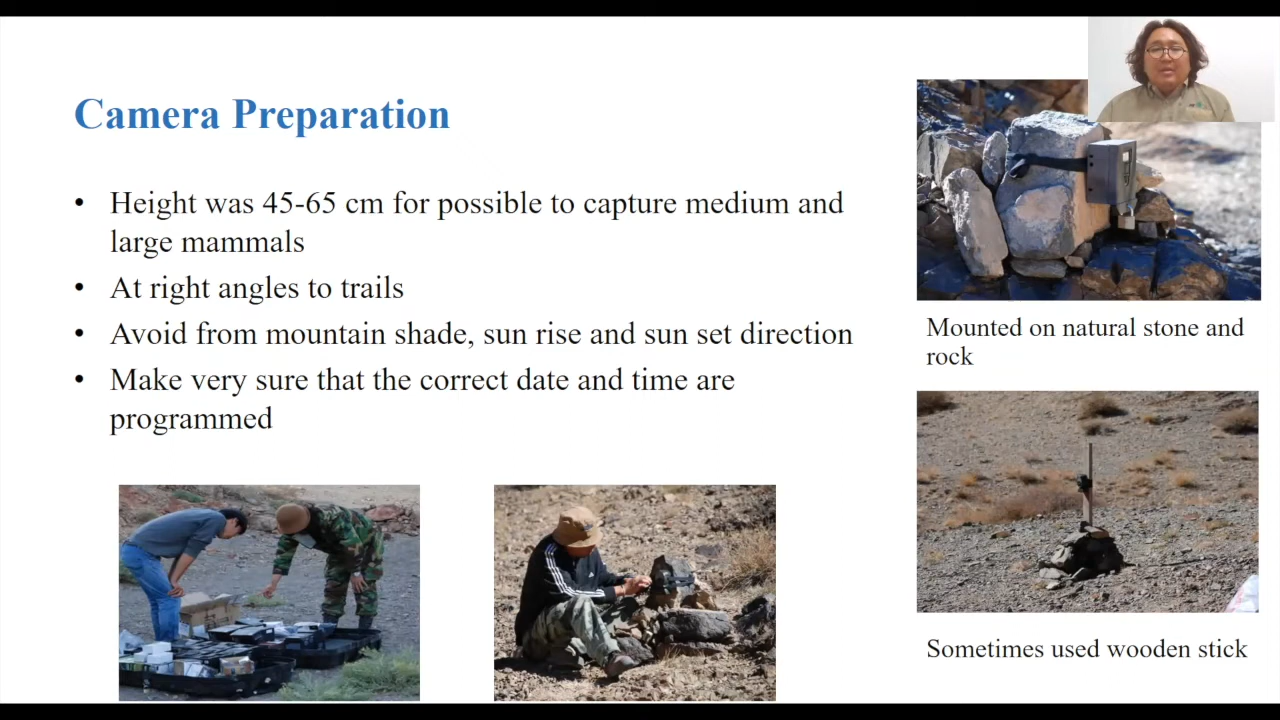 Camera Preparation
• Height was 45-65 cm for possible to capture medium and
large mammals
• At right angles to trails
• Avoid from mountain shade, sun rise and sun set direction
• Make very sure that the correct date and time are
programmed
Mounted on natural stone and
rock
Sometimes used wooden stick